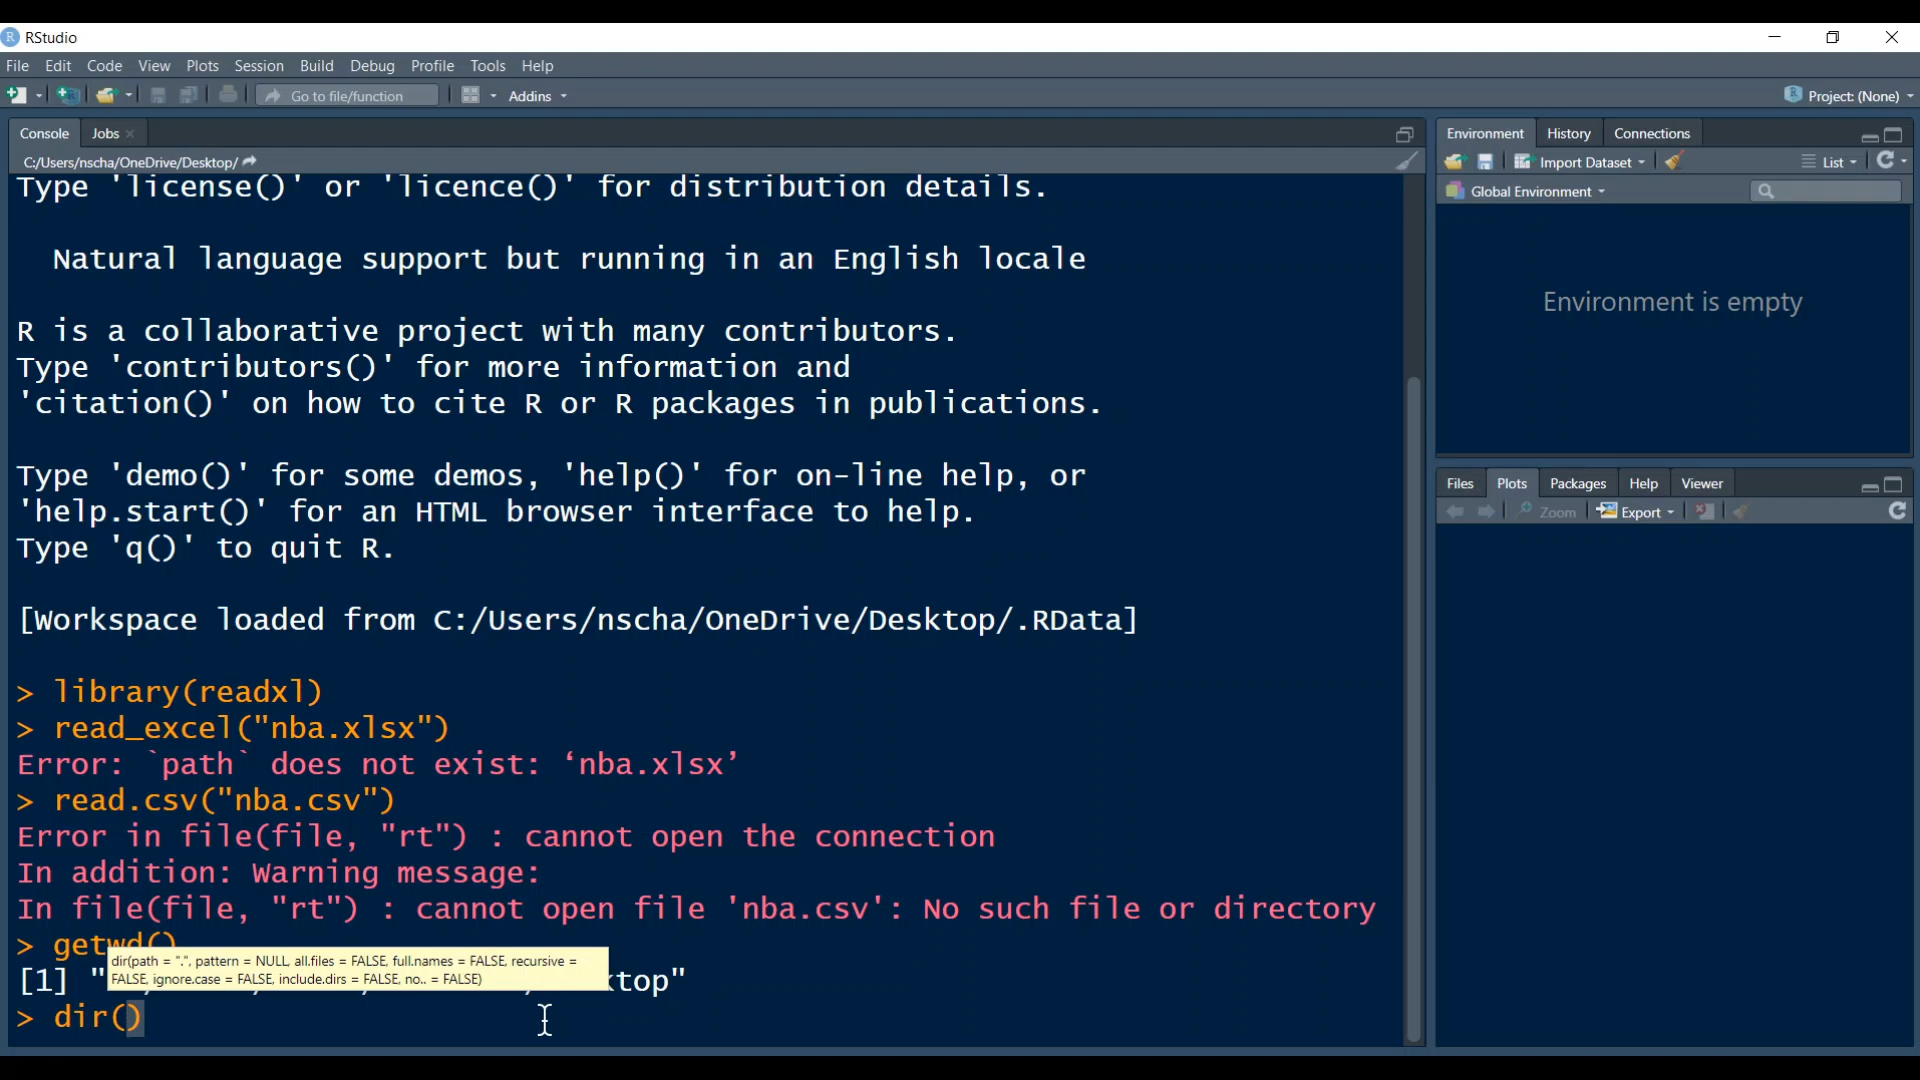 RStudio
File Edit Code View Plots Session Build Debug Profile Tools Help
Go to file/function Addins Project: (None)
Console Jobs
C:/Users/nscha/OneDrive/Desktop/
Type 'license()' or 'licence()' for distribution details.
Natural language support but running in an English locale
R is a collaborative project with many contributors.
Type 'contributors()' for more information and
'citation()' on how to cite R or R packages in publications.
Type 'demo()' for some demos, 'help()' for on-line help, or
'help.start()' for an HTML browser interface to help.
Type 'q()' to quit R.
[Workspace loaded from C:/Users/nscha/OneDrive/Desktop/.RData]
> library(readxl)
> read_excel("nba.xlsx")
Error: `path` does not exist: ‘nba.xlsx’
> read.csv("nba.csv")
Error in file(file, "rt") : cannot open the connection
In addition: Warning message:
In file(file, "rt") : cannot open file 'nba.csv': No such file or directory
> getwd()
dir(path = ".", pattern = NULL, all.files = FALSE, full.names = FALSE, recursive =
FALSE, ignore.case = FALSE, include.dirs = FALSE, no.. = FALSE)
[1] " ktop"
> dir()
Environment History Connections
Import Dataset List
Global Environment
Environment is empty
Files Plots Packages Help Viewer
Zoom Export